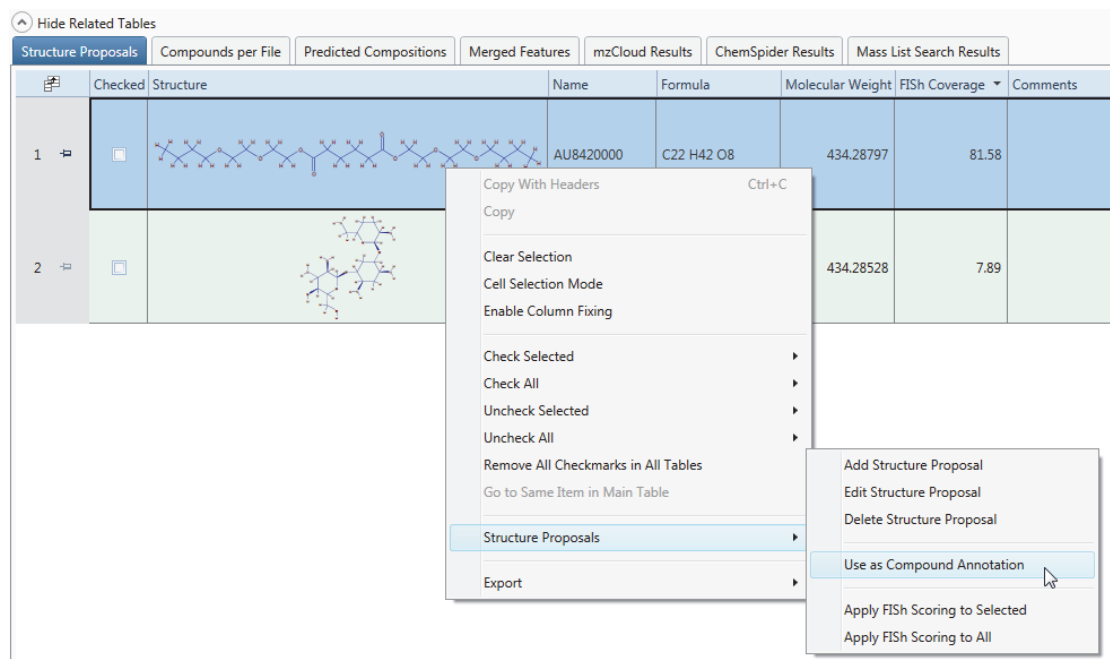 Hide Related Tables
Structure Proposals Compounds per File Predicted Compositions Merged Features mzCloud Results ChemSpider Results Mass List Search Results
Checked Structure Name Formula Molecular Weight FISh Coverage Comments
1 AU8420000 C22 H42 O8 434.28797 81.58
Copy With Headers Ctrl+C
Copy
Clear Selection
2 434.28528 7.89
Cell Selection Mode
Enable Column Fixing
Check Selected
Check All
Uncheck Selected
Uncheck All
Remove All Checkmarks in All Tables
Go to Same Item in Main Table
Structure Proposals
Export
Add Structure Proposal
Edit Structure Proposal
Delete Structure Proposal
Use as Compound Annotation
Apply FISh Scoring to Selected
Apply FISh Scoring to All